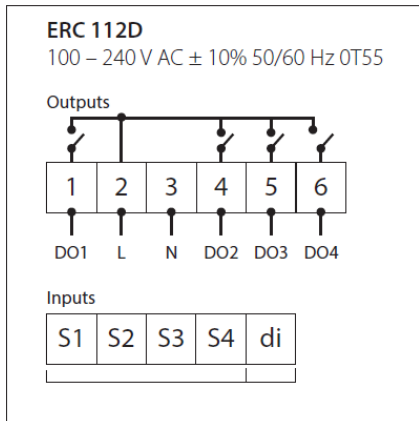 ERC 112D
100 – 240 V AC ± 10% 50/60 Hz 0T55
Outputs
1 2 3 4 5 6
DO1 L N DO2 DO3 DO4
Inputs
S1 S2 S3 S4 di